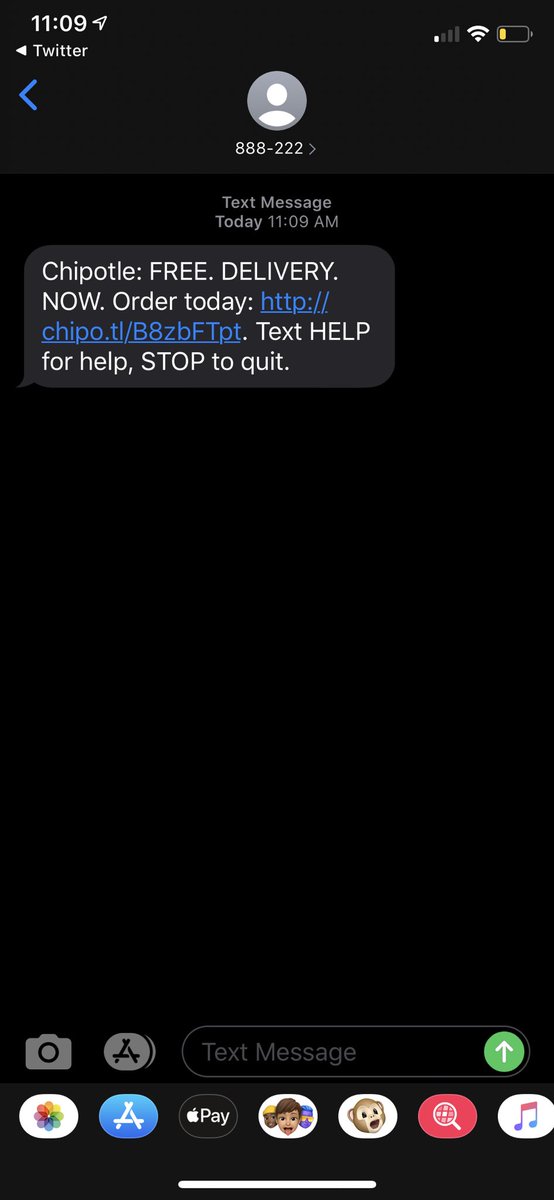 11:09
◀ Twitter
888-222 >
Text Message
Today 11:09 AM
Chipotle: FREE. DELIVERY.
NOW. Order today: http://
chipo.tl/B8zbFTpt. Text HELP
for help, STOP to quit.
Text Message
Pay